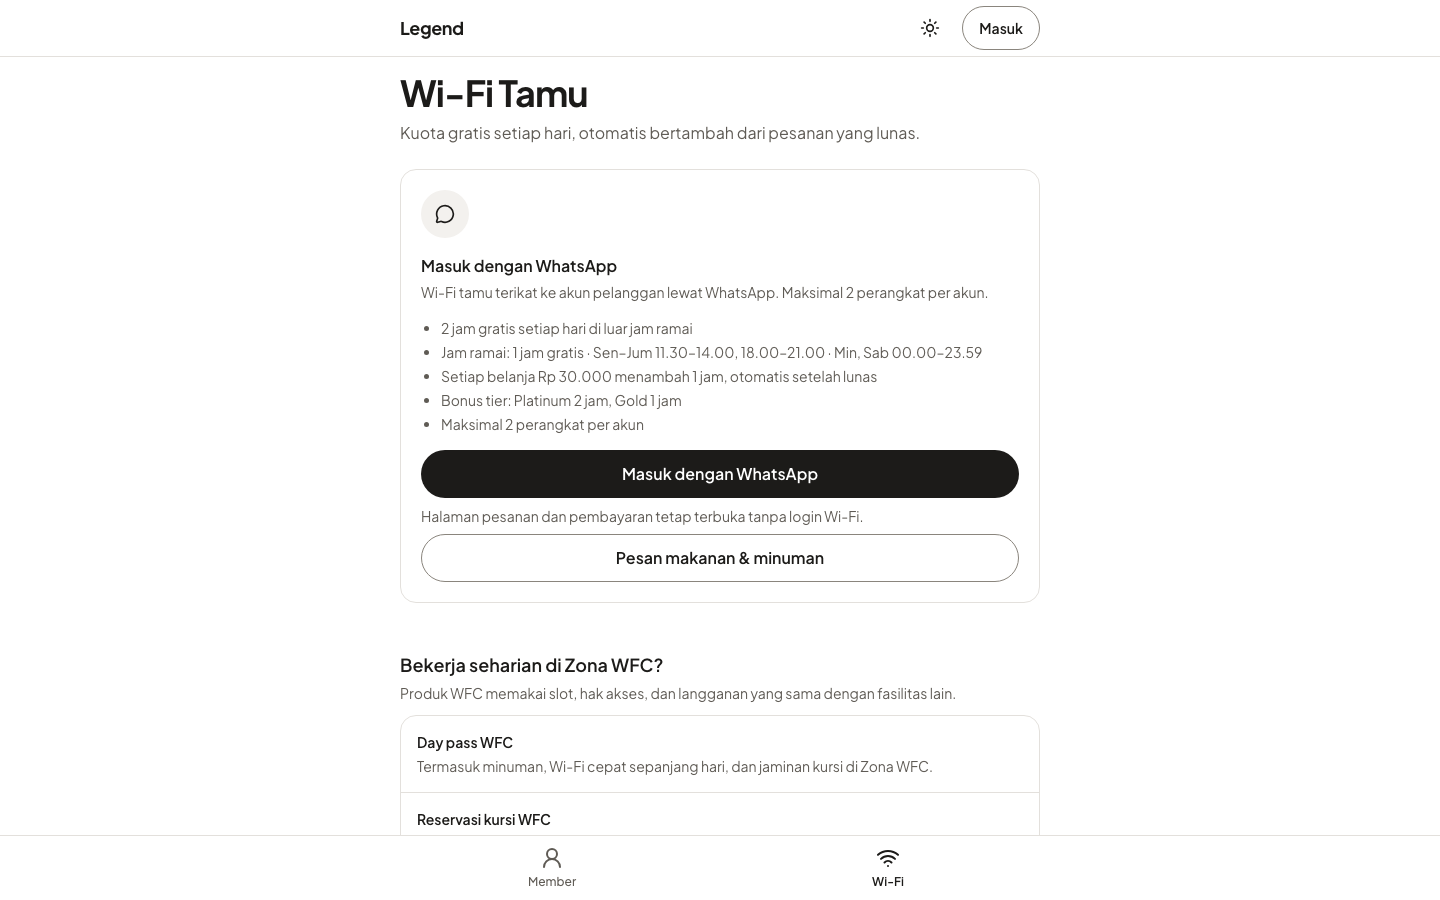 Legend
Masuk
Wi-Fi Tamu
Kuota gratis setiap hari, otomatis bertambah dari pesanan yang lunas.
Masuk dengan WhatsApp
Wi-Fi tamu terikat ke akun pelanggan lewat WhatsApp. Maksimal 2 perangkat per akun.
• 2 jam gratis setiap hari di luar jam ramai
• Jam ramai: 1 jam gratis · Sen–Jum 11.30–14.00, 18.00–21.00 · Min, Sab 00.00–23.59
• Setiap belanja Rp 30.000 menambah 1 jam, otomatis setelah lunas
• Bonus tier: Platinum 2 jam, Gold 1 jam
• Maksimal 2 perangkat per akun
Masuk dengan WhatsApp
Halaman pesanan dan pembayaran tetap terbuka tanpa login Wi-Fi.
Pesan makanan & minuman
Bekerja seharian di Zona WFC?
Produk WFC memakai slot, hak akses, dan langganan yang sama dengan fasilitas lain.
Day pass WFC
Termasuk minuman, Wi-Fi cepat sepanjang hari, dan jaminan kursi di Zona WFC.
Reservasi kursi WFC
Member
Wi-Fi